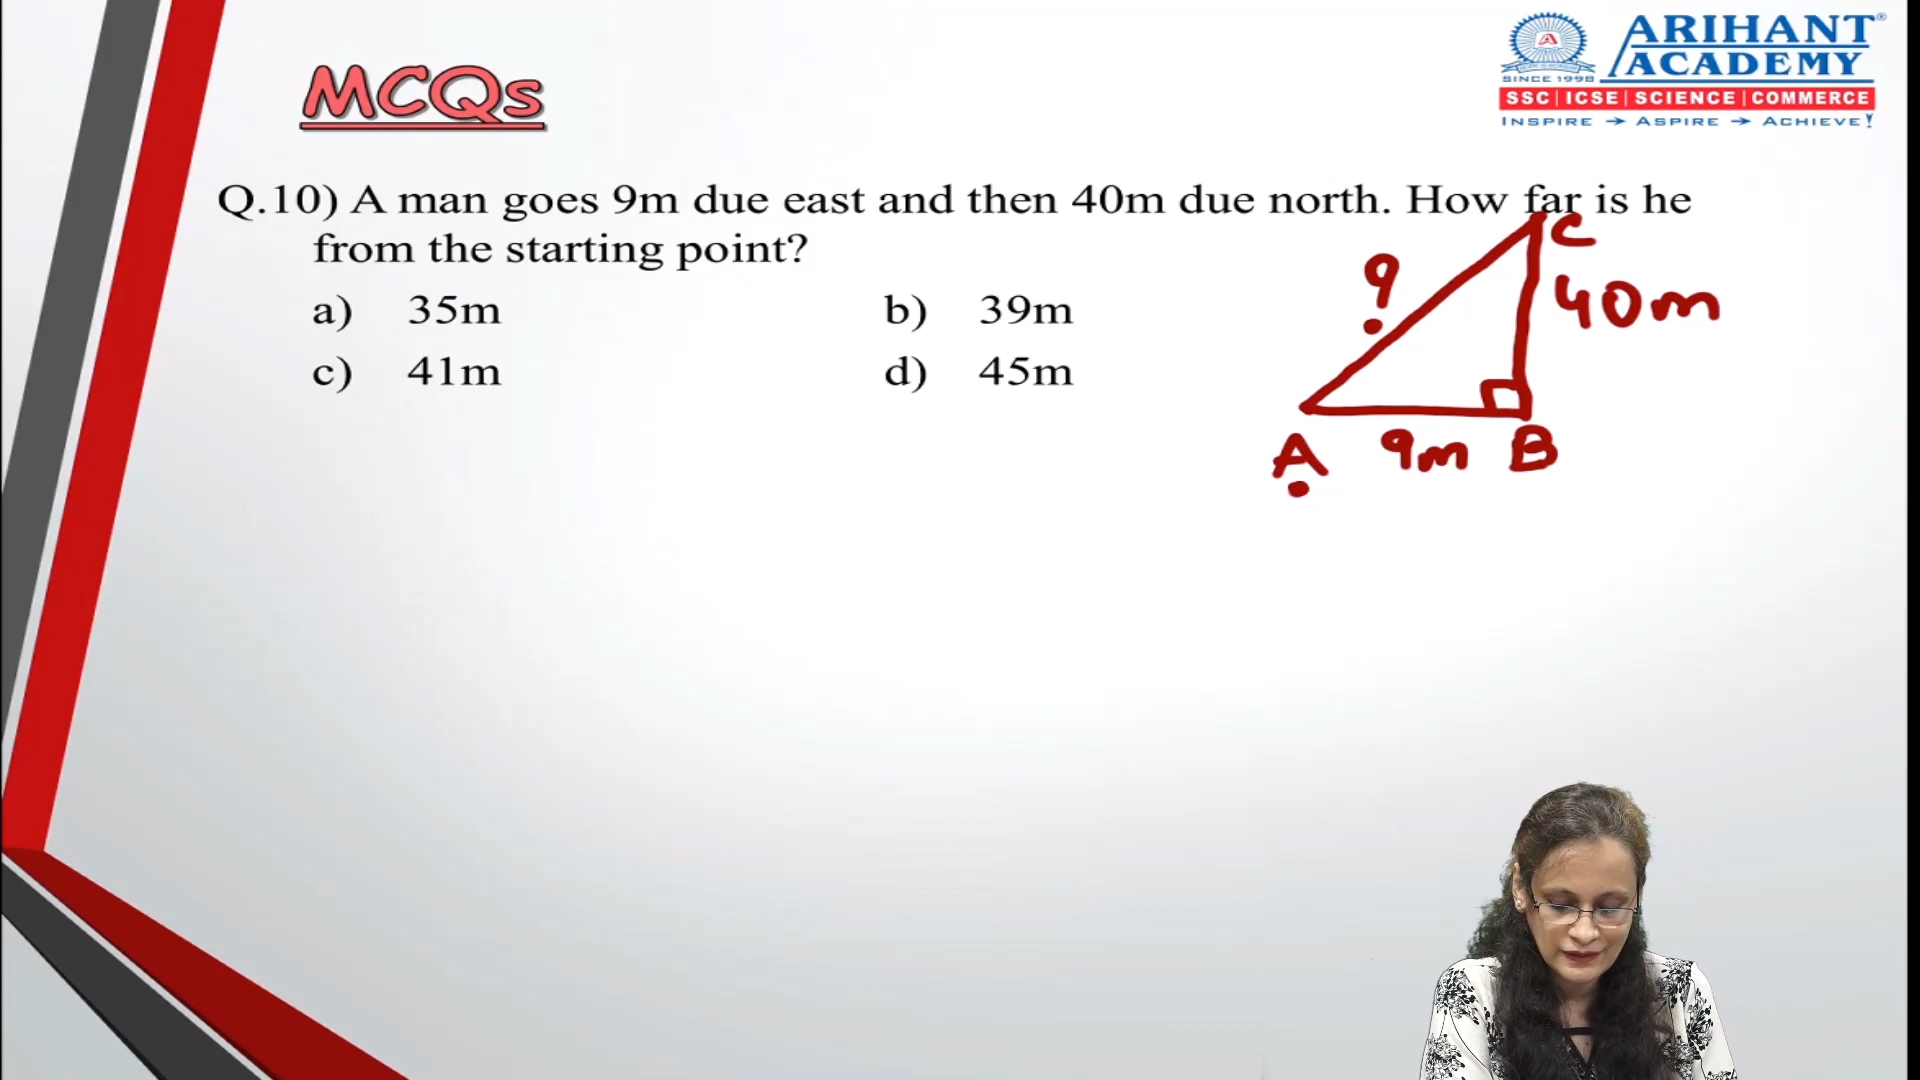 MCQs
ARIHANT®
ACADEMY
SINCE 1998
SSC | ICSE | SCIENCE | COMMERCE
INSPIRE → ASPIRE → ACHIEVE!
Q.10) A man goes 9m due east and then 40m due north. How far is he
from the starting point?
a) 35m b) 39m
c) 41m d) 45m
C
?
40m
A 9m B